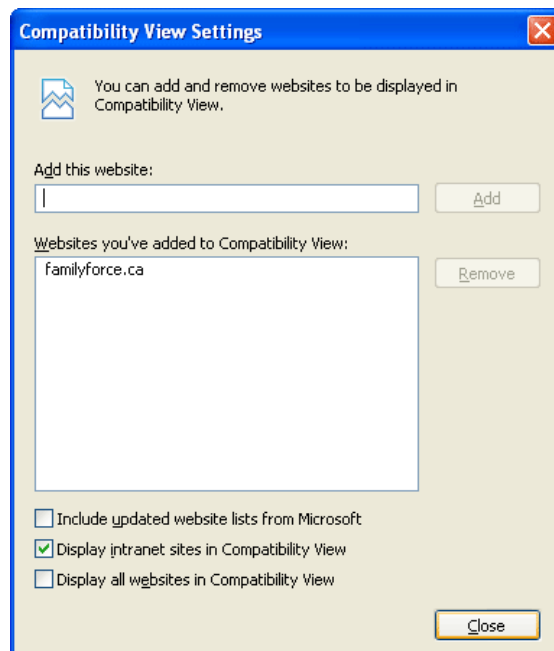 Compatibility View Settings
You can add and remove websites to be displayed in
Compatibility View.
Add this website:
Add
Websites you've added to Compatibility View:
familyforce.ca
Remove
Include updated website lists from Microsoft
Display intranet sites in Compatibility View
Display all websites in Compatibility View
Close